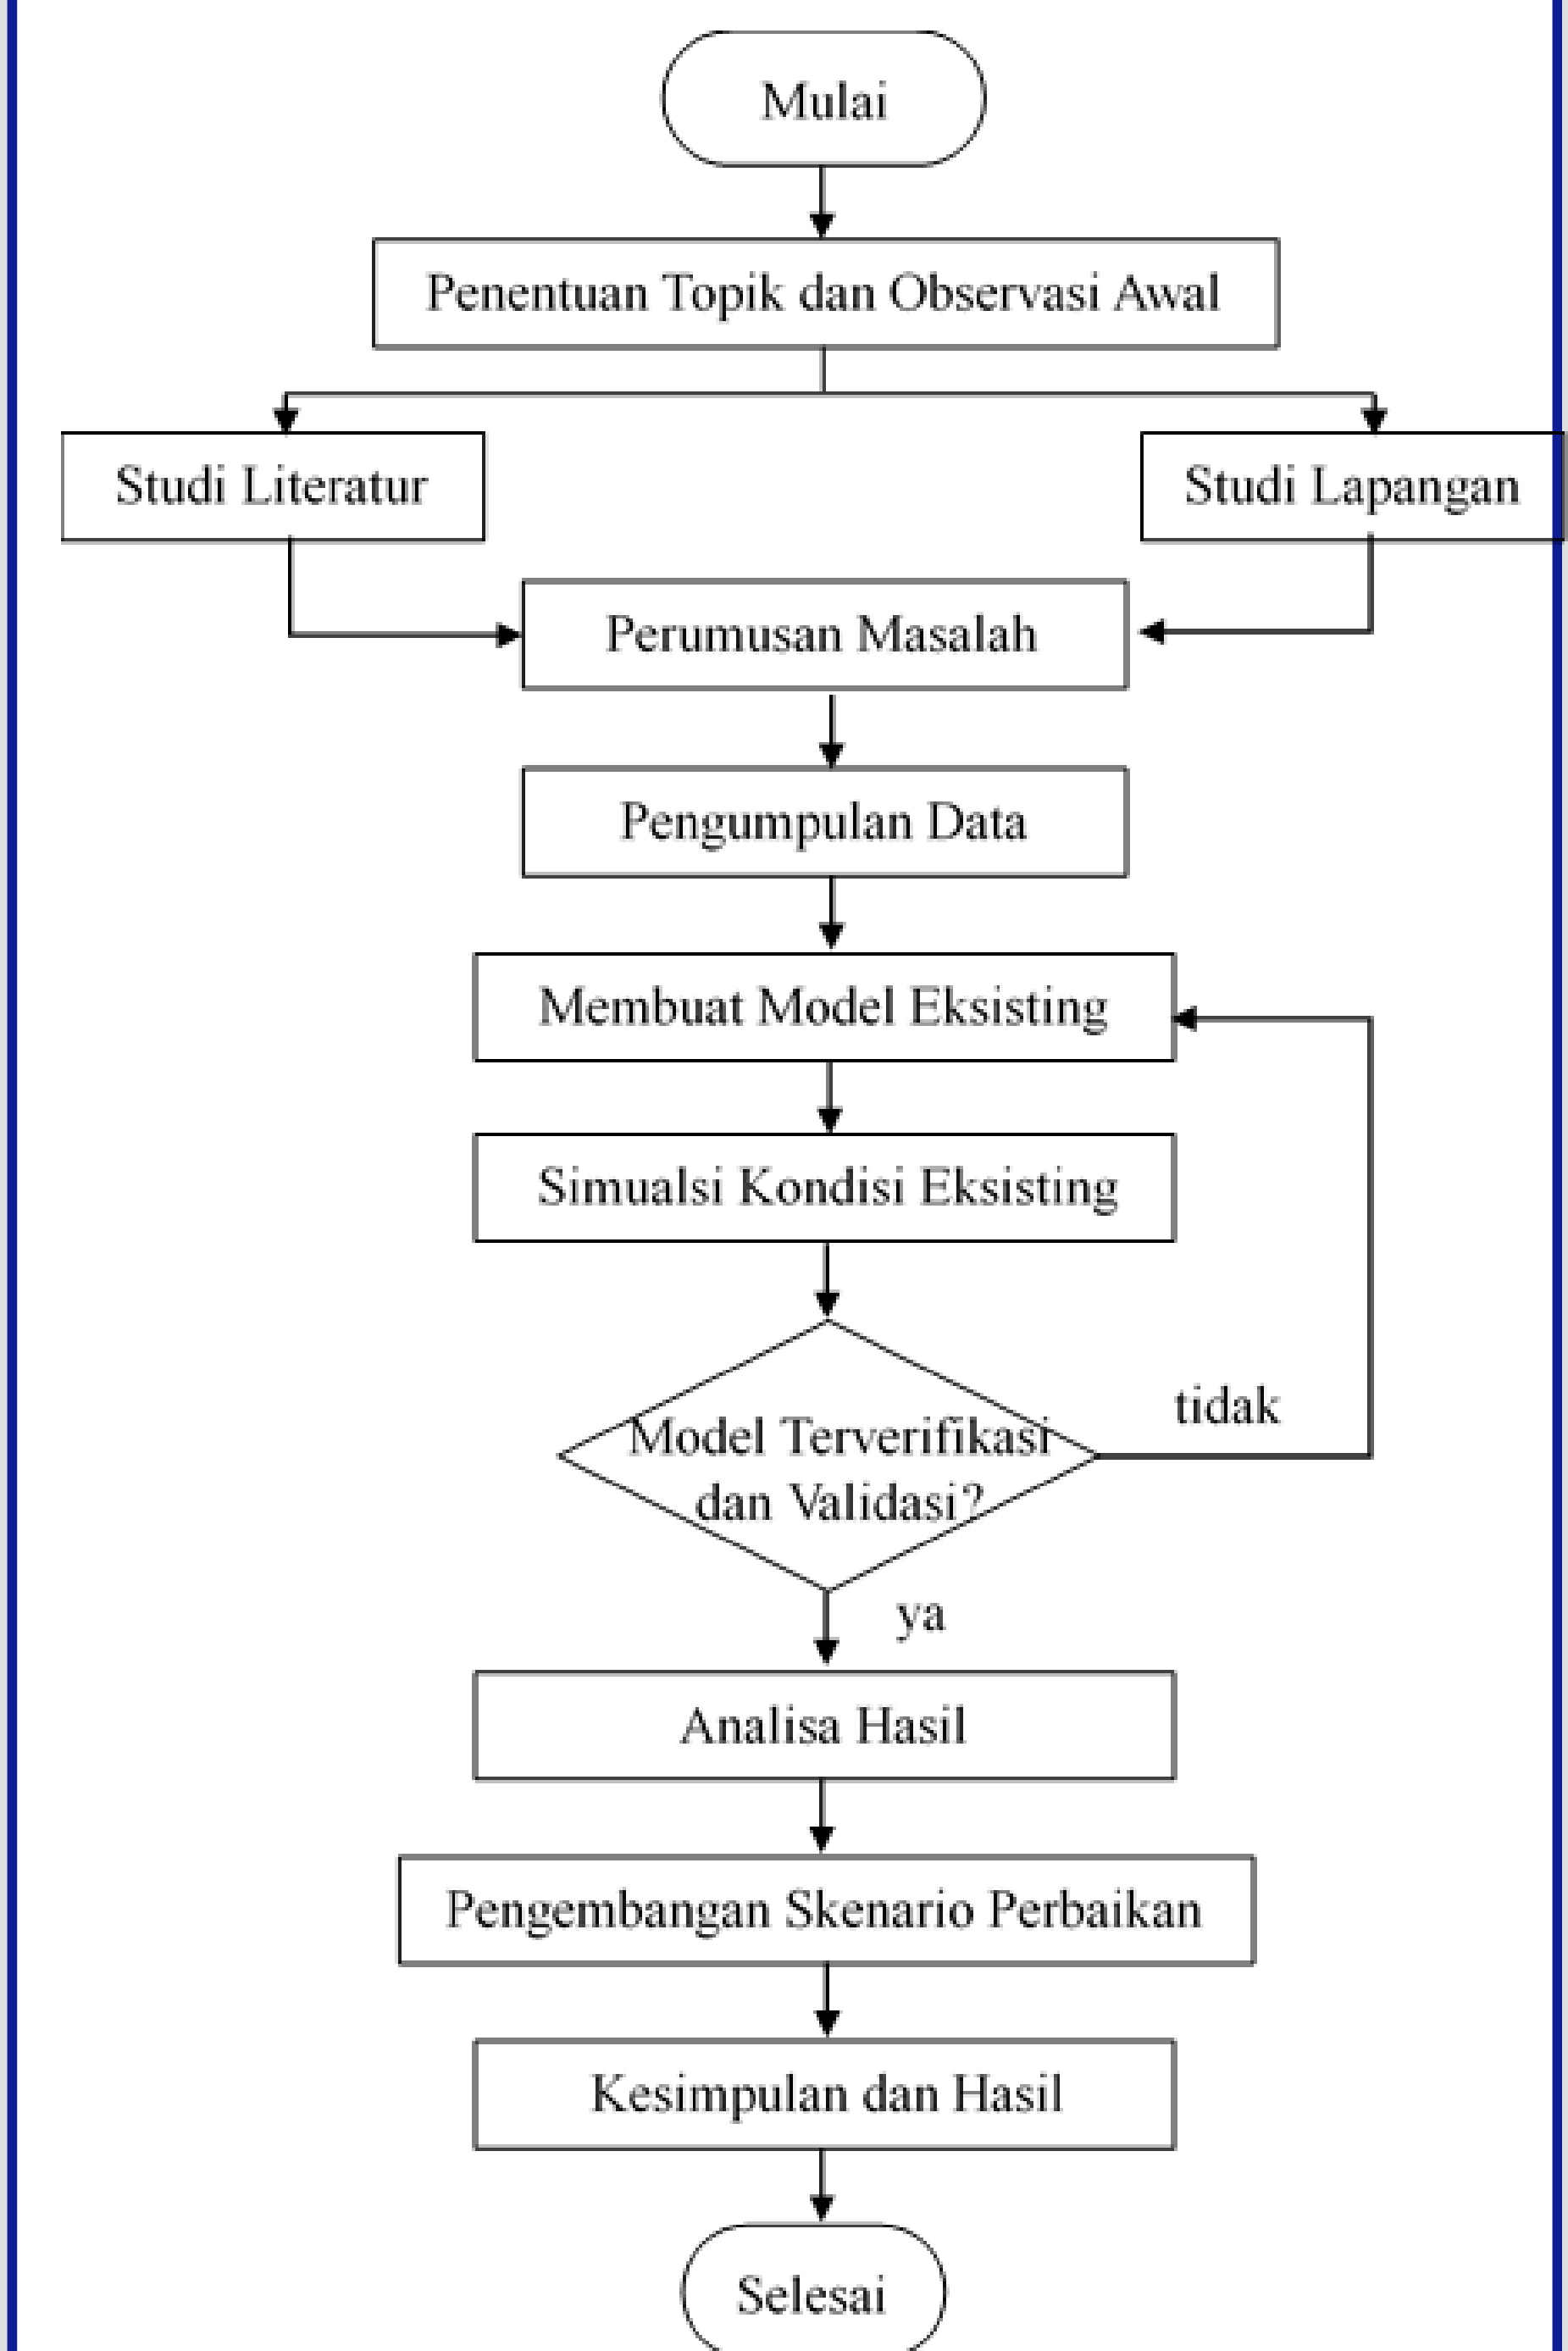 Mulai
Penentuan Topik dan Observasi Awal
Studi Literatur
Studi Lapangan
Perumusan Masalah
Pengumpulan Data
Membuat Model Eksisting
Simualsi Kondisi Eksisting
Model Terverifikasi
dan Validasi?
tidak
ya
Analisa Hasil
Pengembangan Skenario Perbaikan
Kesimpulan dan Hasil
Selesai